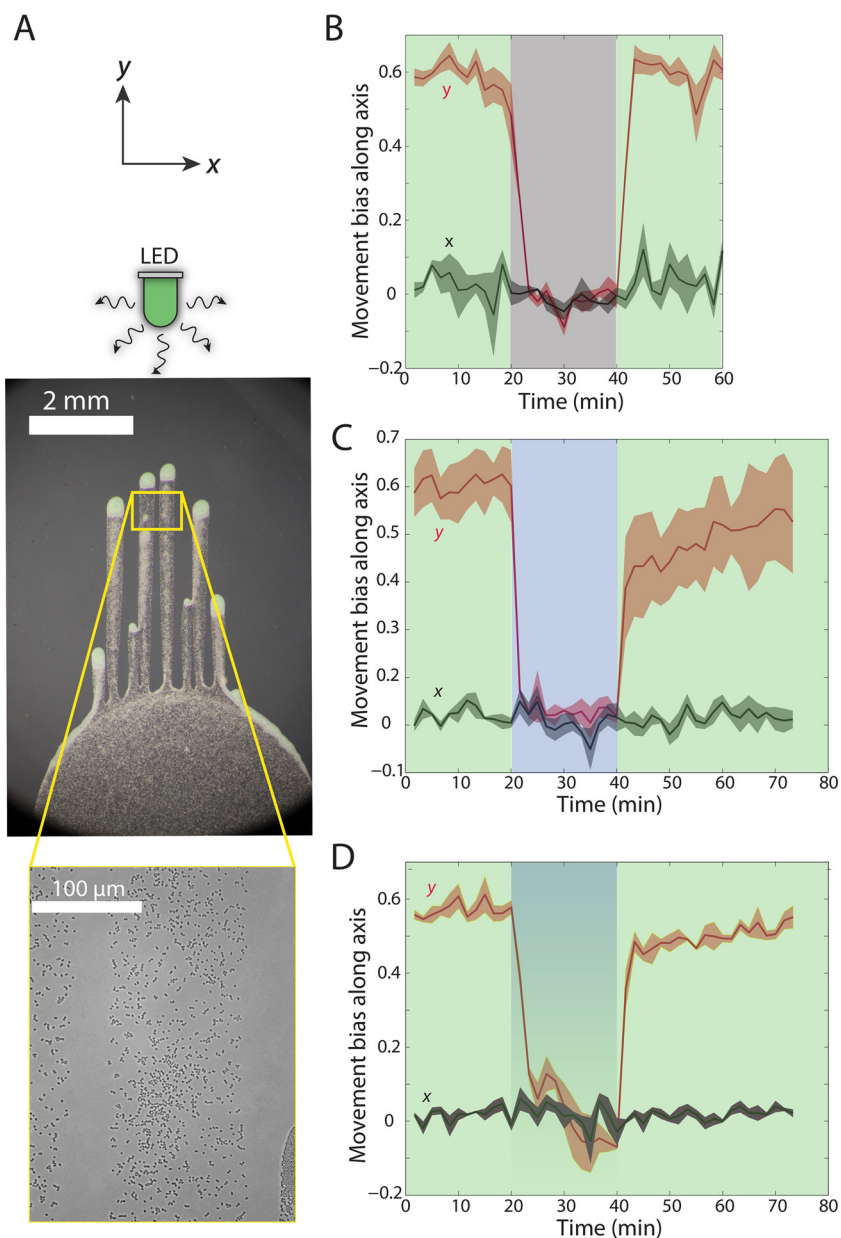 A
y
x
LED
2 mm
100 µm
B
Movement bias along axis
0.6
0.4
0.2
0
−0.2
y
x
0 10 20 30 40 50 60
Time (min)
C
Movement bias along axis
0.7
0.6
0.5
0.4
0.3
0.2
0.1
0
−0.1
y
x
0 10 20 30 40 50 60 70 80
Time (min)
D
Movement bias along axis
0.6
0.4
0.2
0
−0.2
y
x
0 10 20 30 40 50 60 70 80
Time (min)